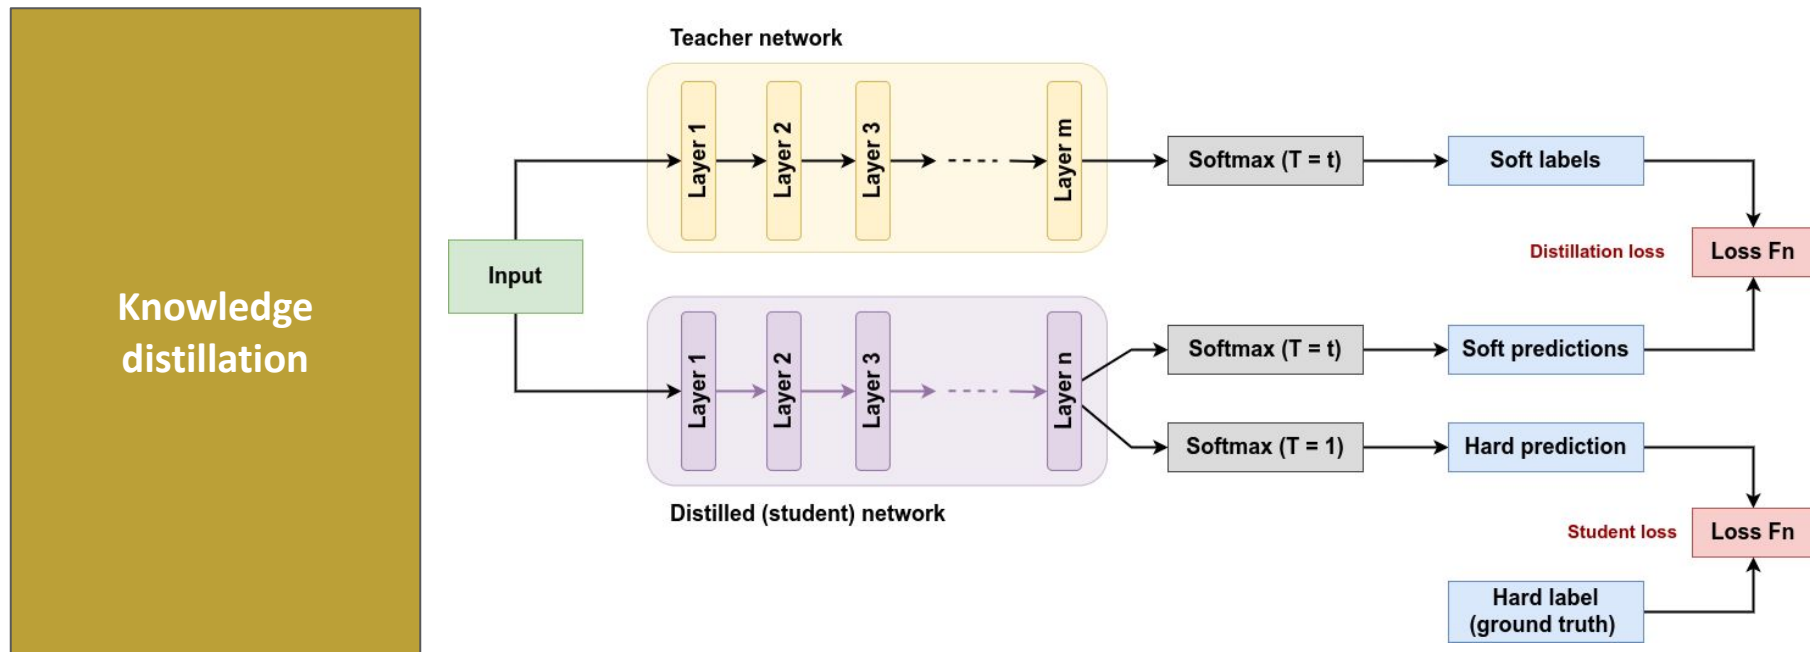 Knowledge
distillation
Teacher network
Layer 1
Layer 2
Layer 3
Layer m
Softmax (T = t)
Soft labels
Distillation loss
Loss Fn
Input
Layer 1
Layer 2
Layer 3
Layer n
Softmax (T = t)
Soft predictions
Softmax (T = 1)
Hard prediction
Distilled (student) network
Student loss
Loss Fn
Hard label
(ground truth)